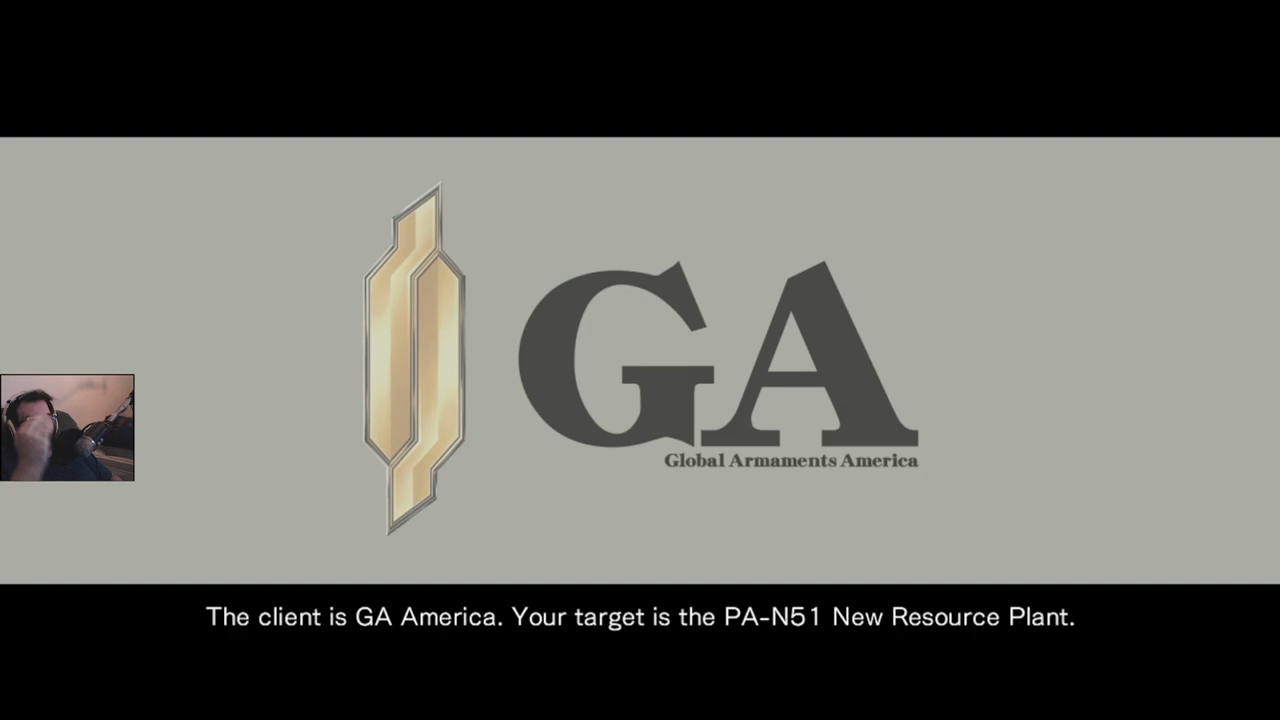 GA
Global Armaments America
The client is GA America. Your target is the PA-N51 New Resource Plant.